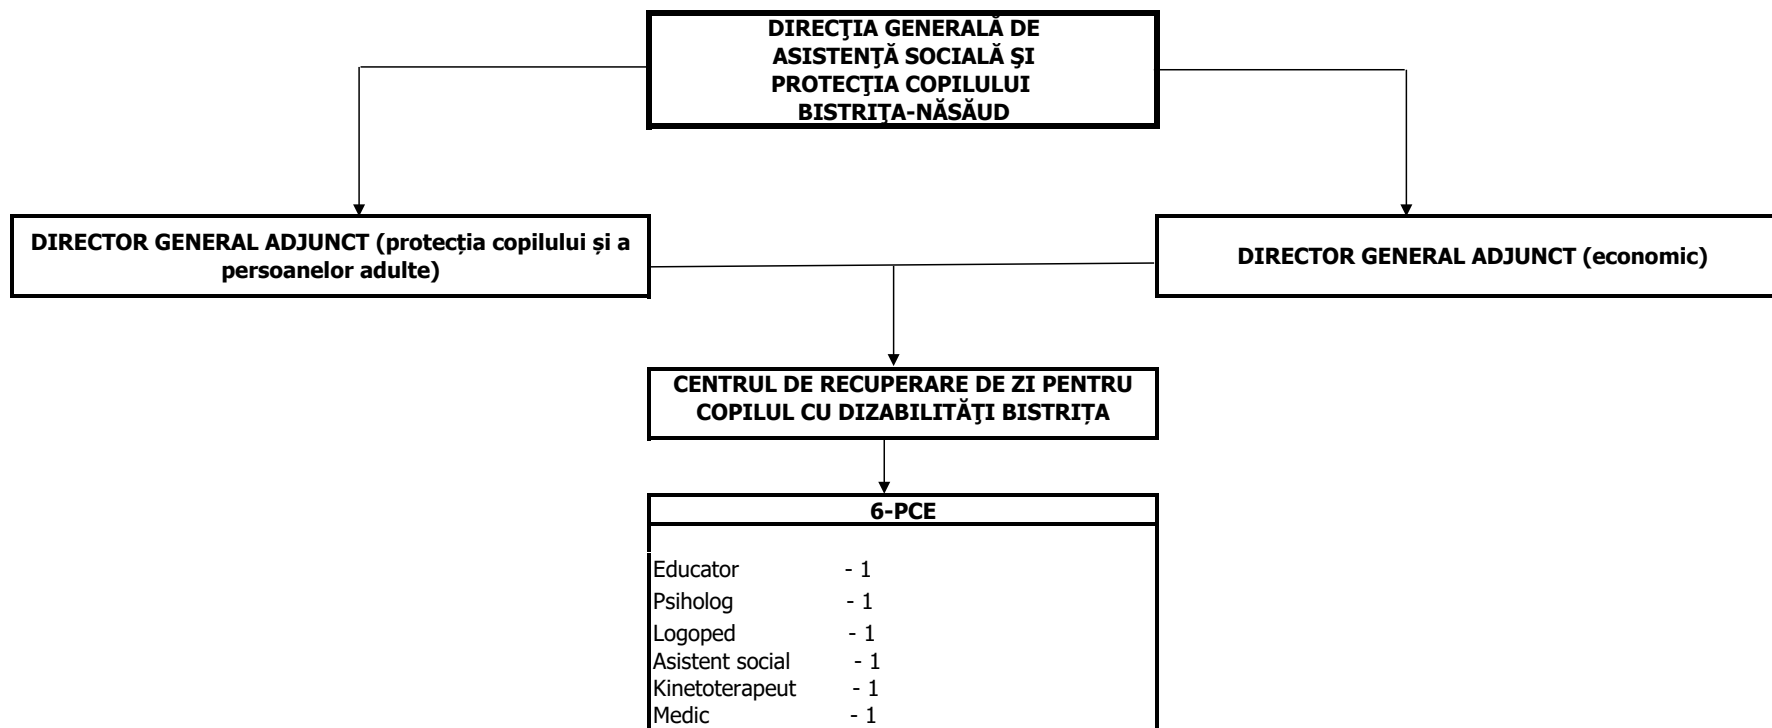 DIRECŢIA GENERALĂ DE
ASISTENŢĂ SOCIALĂ ŞI
PROTECŢIA COPILULUI
BISTRIŢA-NĂSĂUD
DIRECTOR GENERAL ADJUNCT (protecția copilului și a
persoanelor adulte)
DIRECTOR GENERAL ADJUNCT (economic)
CENTRUL DE RECUPERARE DE ZI PENTRU
COPILUL CU DIZABILITĂŢI BISTRIȚA
6-PCE
Educator - 1
Psiholog - 1
Logoped - 1
Asistent social - 1
Kinetoterapeut - 1
Medic - 1